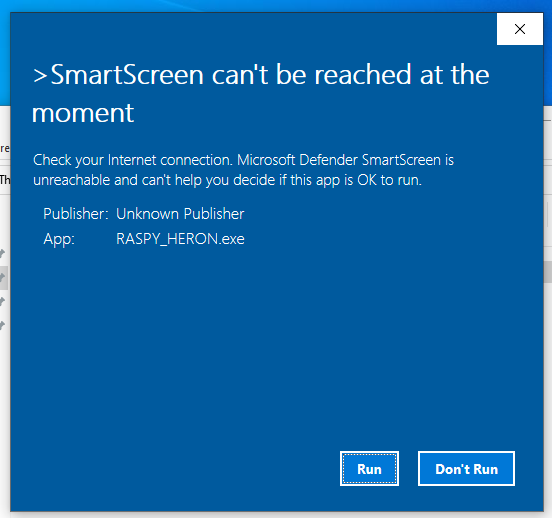 >SmartScreen can't be reached at the
moment
Check your Internet connection. Microsoft Defender SmartScreen is
unreachable and can't help you decide if this app is OK to run.
Publisher: Unknown Publisher
App: RASPY_HERON.exe
Run Don't Run